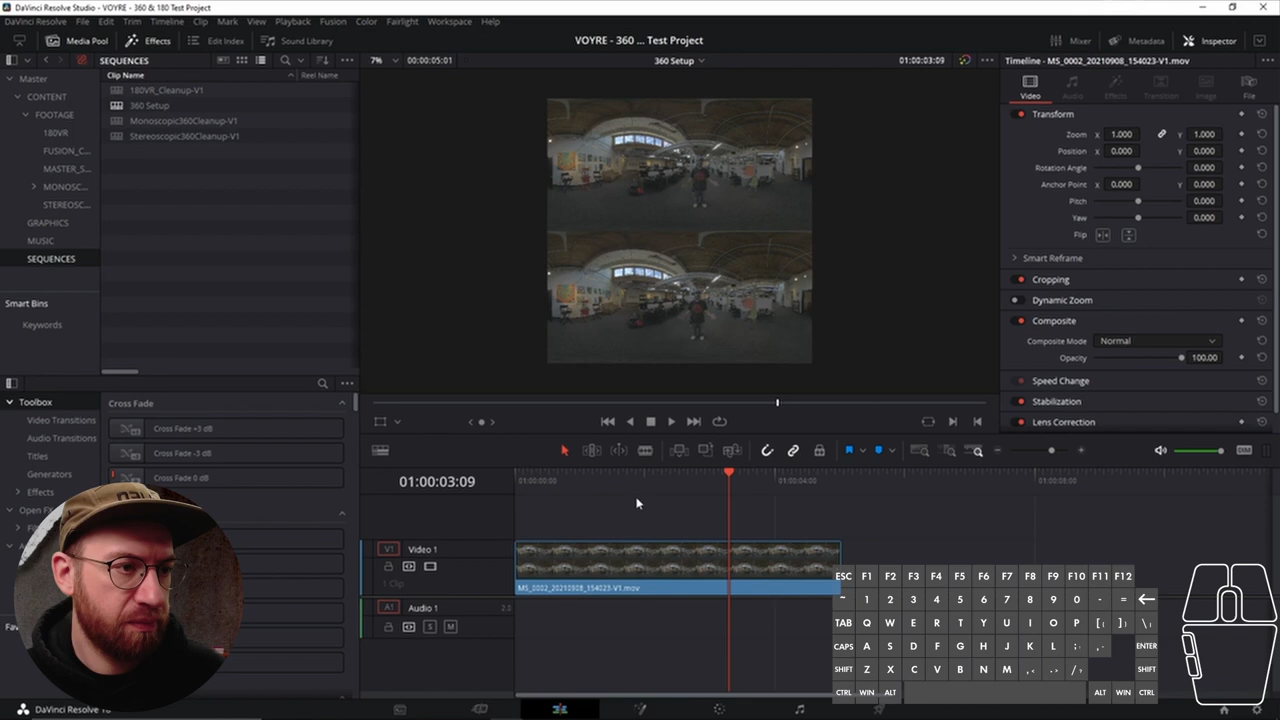 DaVinci Resolve Studio - VOYRE - 360 & 180 Test Project
DaVinci Resolve File Edit Trim Timeline Clip Mark View Playback Fusion Color Fairlight Workspace Help
Media Pool Effects Edit Index Sound Library VOYRE - 360 ... Test Project Mixer Metadata Inspector
SEQUENCES 7% 00:00:05:01 360 Setup 01:00:03:09 Timeline - MS_0002_20210908_154023-V1.mov
Master
CONTENT
FOOTAGE
180VR
FUSION_C...
MASTER_S...
MONOSC...
STEREOSC...
GRAPHICS
MUSIC
SEQUENCES
Smart Bins
Keywords
Clip Name Reel Name
180VR_Cleanup-V1
360 Setup
Monoscopic360Cleanup-V1
Stereoscopic360Cleanup-V1
Video Audio Effects Transition Image File
Transform
Zoom X 1.000 Y 1.000
Position X 0.000 Y 0.000
Rotation Angle 0.000
Anchor Point X 0.000 Y 0.000
Pitch 0.000
Yaw 0.000
Flip
Smart Reframe
Cropping
Dynamic Zoom
Composite
Composite Mode Normal
Opacity 100.00
Speed Change
Stabilization
Lens Correction
Toolbox
Video Transitions
Audio Transitions
Titles
Generators
Effects
Open FX
Cross Fade
Cross Fade +3 dB
Cross Fade -3 dB
Cross Fade 0 dB
DIM
01:00:03:09 01:00:00:00 01:00:04:00 01:00:08:00
V1 Video 1
1 Clip
MS_0002_20210908_154023-V1.mov
A1 Audio 1 2.0
S M
ESC F1 F2 F3 F4 F5 F6 F7 F8 F9 F10 F11 F12
~ 1 2 3 4 5 6 7 8 9 0 - = ←
TAB Q W E R T Y U I O P [{ ]} \|
CAPS A S D F G H J K L ENTER
SHIFT Z X C V B N M SHIFT
CTRL WIN ALT ALT WIN CTRL